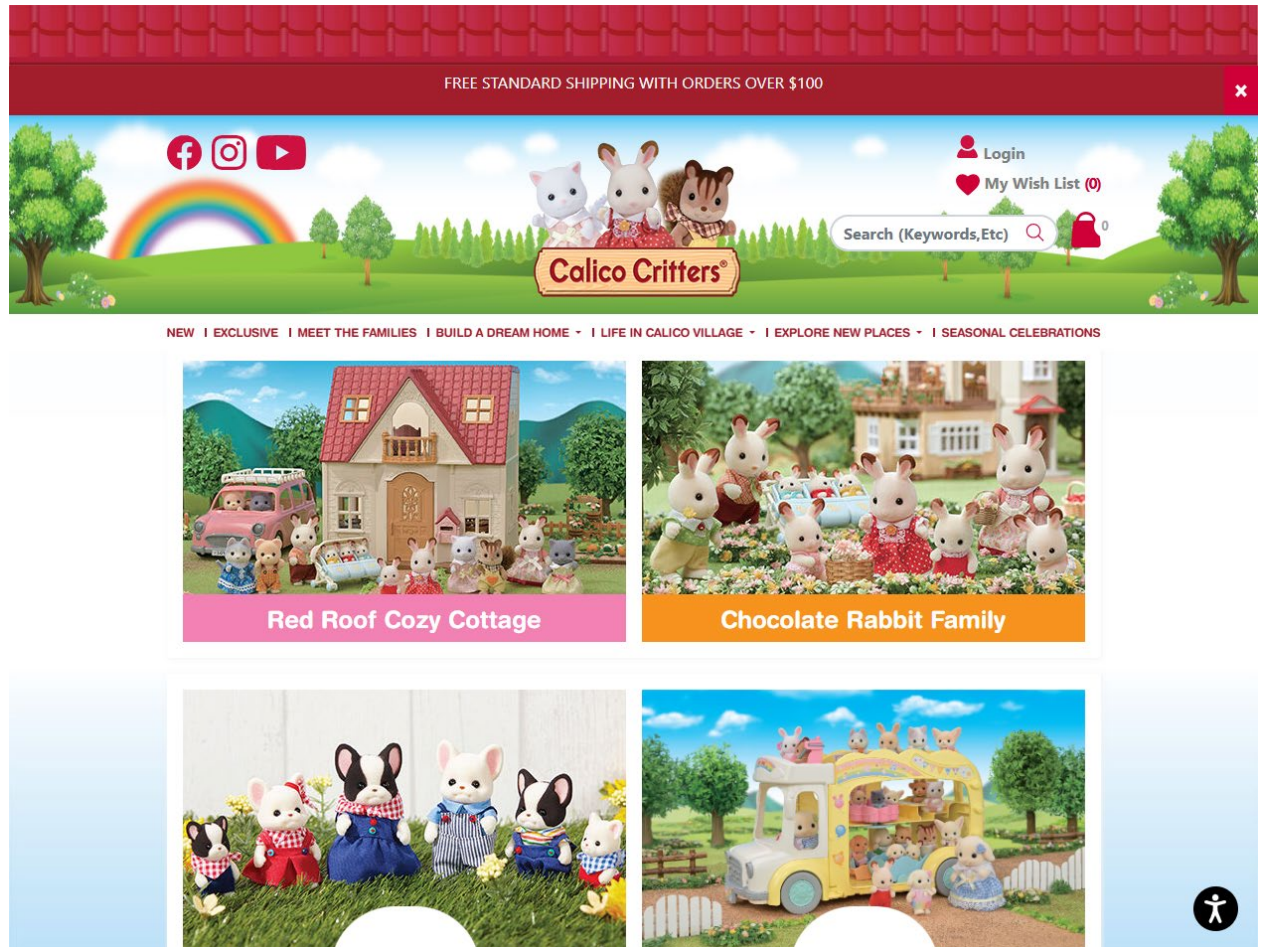 FREE STANDARD SHIPPING WITH ORDERS OVER $100
×
Login
My Wish List (0)
Search (Keywords,Etc)
0
Calico Critters®
NEW | EXCLUSIVE | MEET THE FAMILIES | BUILD A DREAM HOME | LIFE IN CALICO VILLAGE | EXPLORE NEW PLACES | SEASONAL CELEBRATIONS
Red Roof Cozy Cottage
Chocolate Rabbit Family